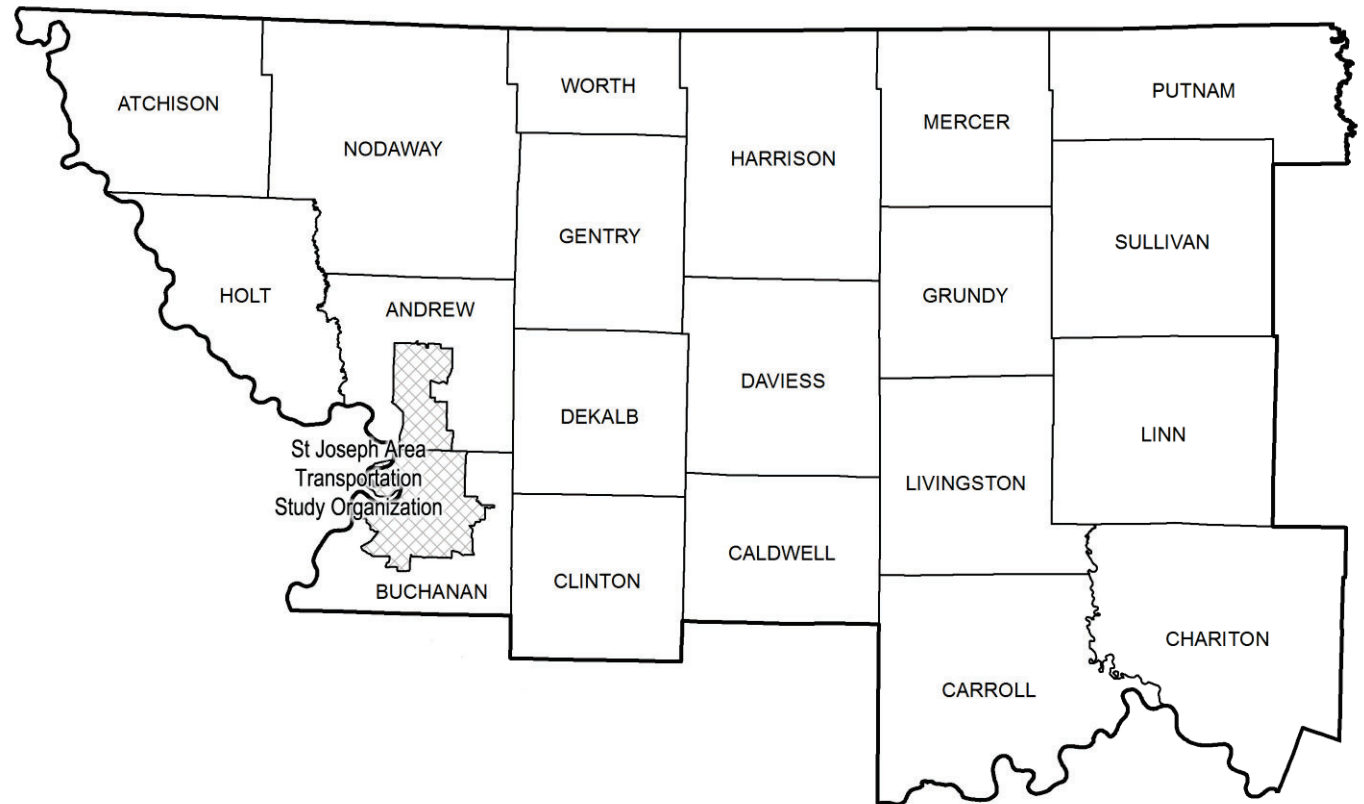 WORTH
PUTNAM
ATCHISON
MERCER
NODAWAY
HARRISON
GENTRY
SULLIVAN
HOLT
GRUNDY
ANDREW
DAVIESS
DEKALB
LINN
St Joseph Area
Transportation
Study Organization
LIVINGSTON
CALDWELL
CLINTON
BUCHANAN
CHARITON
CARROLL